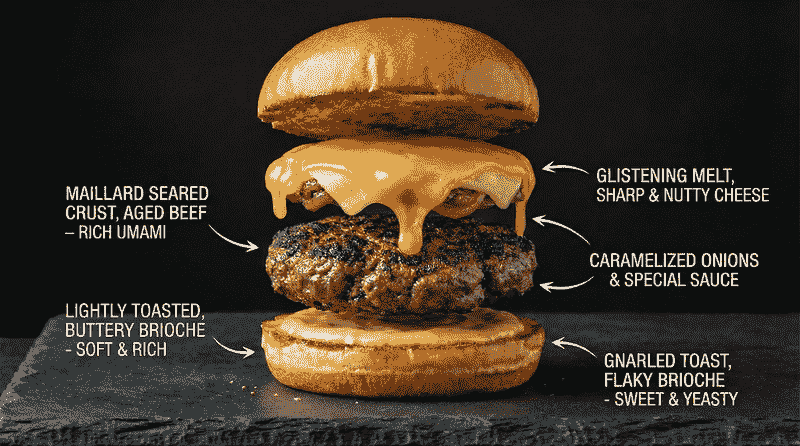 MAILLARD SEARED
CRUST, AGED BEEF
– RICH UMAMI
LIGHTLY TOASTED,
BUTTERY BRIOCHE
- SOFT & RICH
GLISTENING MELT,
SHARP & NUTTY CHEESE
CARAMELIZED ONIONS
& SPECIAL SAUCE
GNARLED TOAST,
FLAKY BRIOCHE
- SWEET & YEASTY